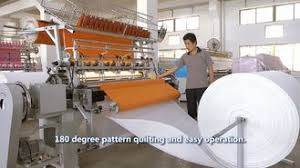 180 degree pattern quilting and easy operation.